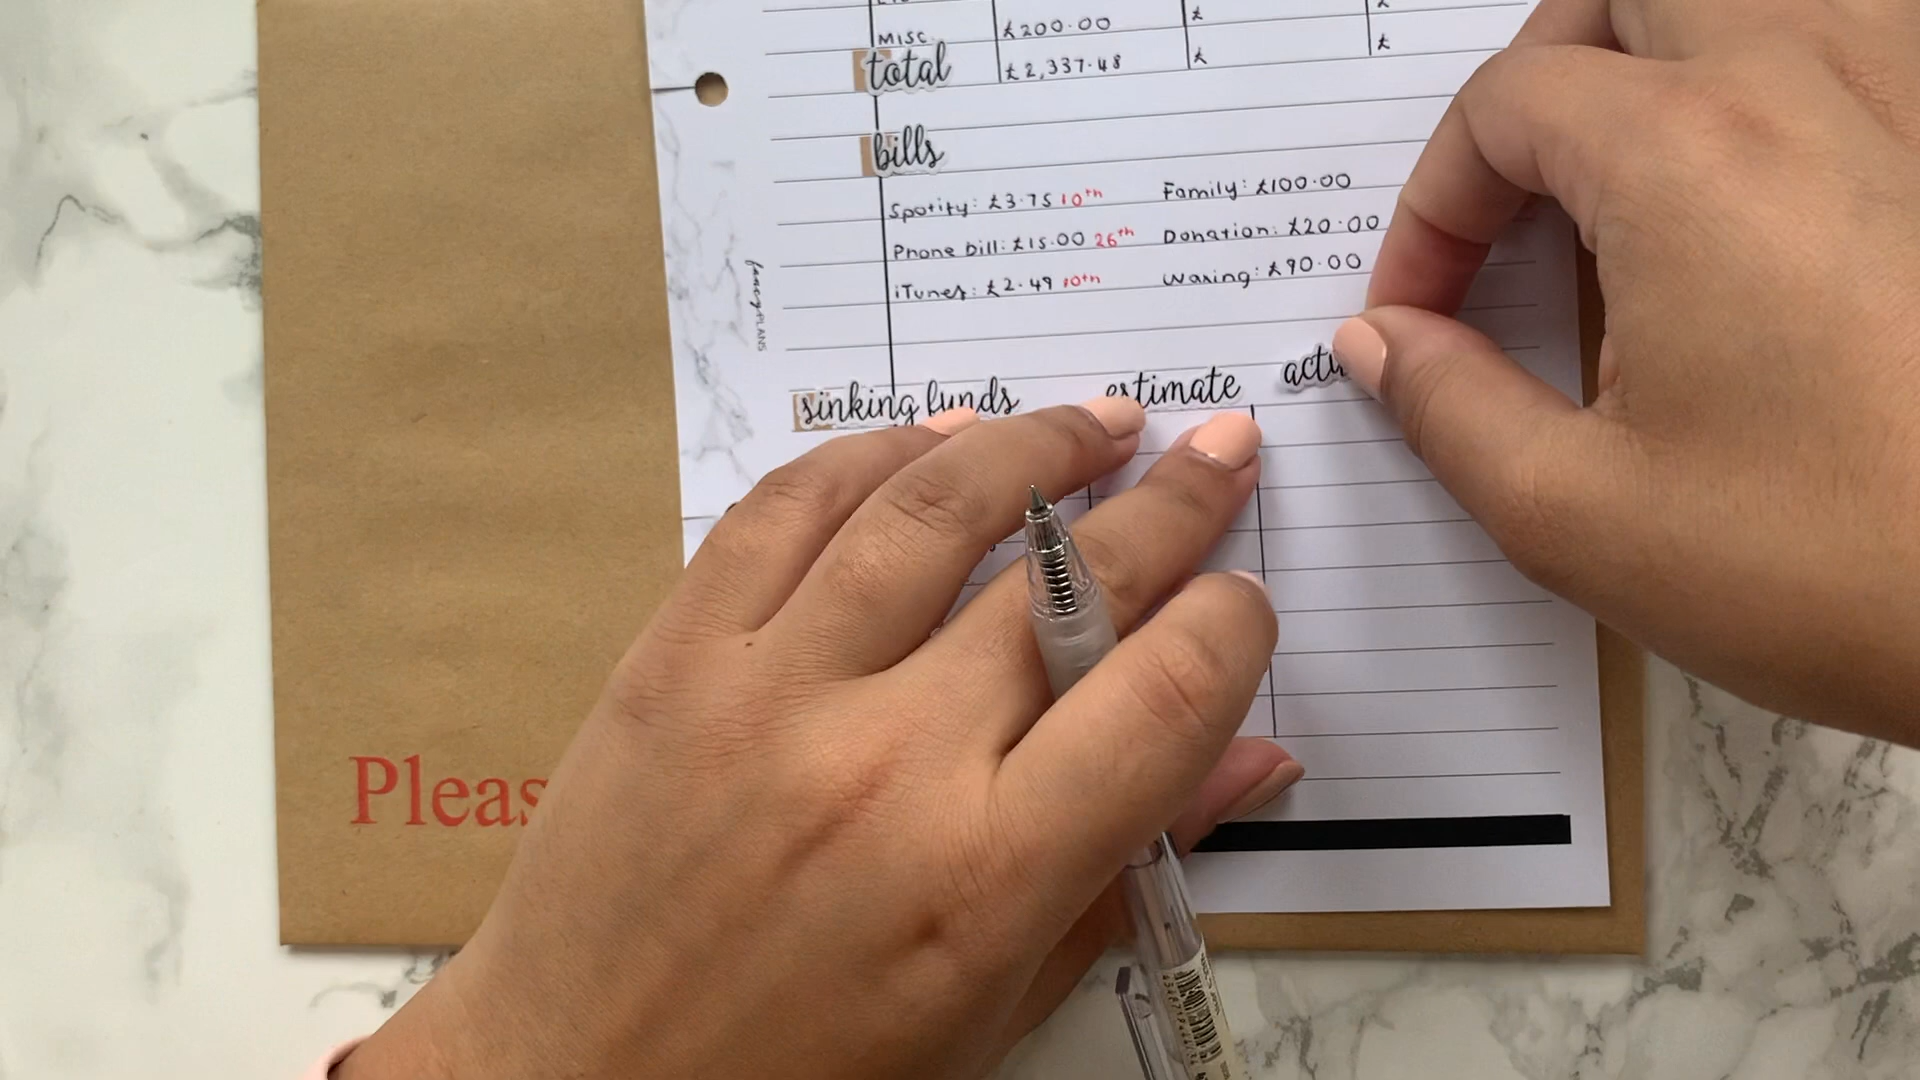 MISC. £200.00 £ £
total £2,337.48 £ £
bills
Spotify: £3.75 10th Family: £100.00
Phone bill: £15.00 26th Donation: £20.00
iTunes: £2.49 10th Waxing: £90.00
sinking funds estimate actu
fancyPLANS
Pleas